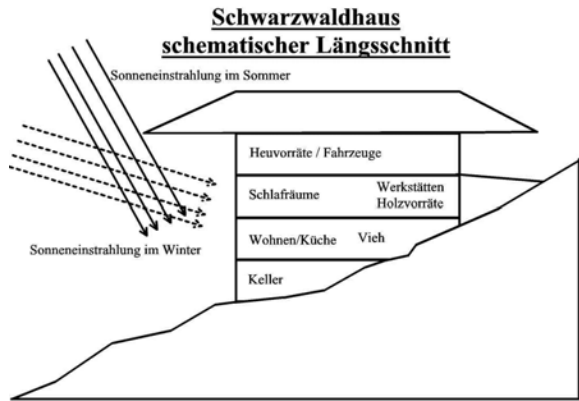 Schwarzwaldhaus
schematischer Längsschnitt
Sonneneinstrahlung im Sommer
Heuvorräte / Fahrzeuge
Schlafräume Werkstätten
Holzvorräte
Sonneneinstrahlung im Winter
Wohnen/Küche Vieh
Keller